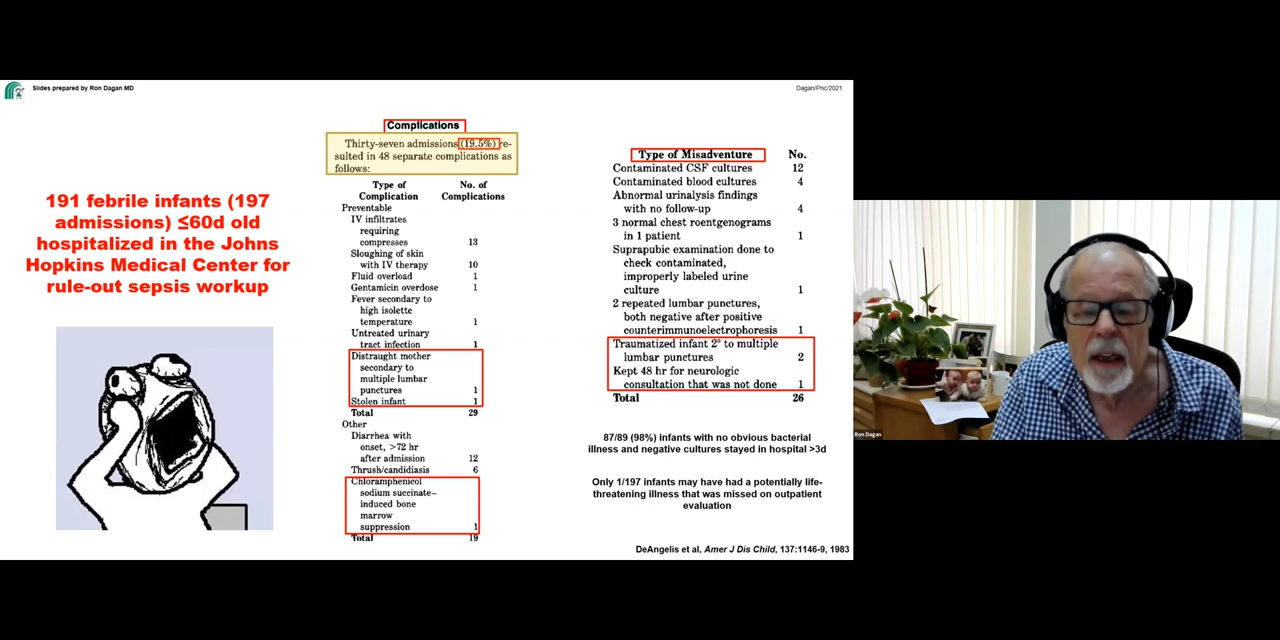 Slides prepared by Ron Dagan MD
Dagan/Pnc/2021
191 febrile infants (197
admissions) ≤60d old
hospitalized in the Johns
Hopkins Medical Center for
rule-out sepsis workup
Complications
Thirty-seven admissions (19.5%) re-
sulted in 48 separate complications as
follows:
Type of No. of
Complication Complications
Preventable
IV infiltrates
requiring
compresses 13
Sloughing of skin
with IV therapy 10
Fluid overload 1
Gentamicin overdose 1
Fever secondary to
high isolette
temperature 1
Untreated urinary
tract infection 1
Distraught mother
secondary to
multiple lumbar
punctures 1
Stolen infant 1
Total 29
Other
Diarrhea with
onset, >72 hr
after admission 12
Thrush/candidiasis 6
Chloramphenicol
sodium succinate–
induced bone
marrow
suppression 1
Total 19
Type of Misadventure No.
Contaminated CSF cultures 12
Contaminated blood cultures 4
Abnormal urinalysis findings
with no follow-up 4
3 normal chest roentgenograms
in 1 patient 1
Suprapubic examination done to
check contaminated,
improperly labeled urine
culture 1
2 repeated lumbar punctures,
both negative after positive
counterimmunoelectrophoresis 1
Traumatized infant 2° to multiple
lumbar punctures 2
Kept 48 hr for neurologic
consultation that was not done 1
Total 26
87/89 (98%) infants with no obvious bacterial
illness and negative cultures stayed in hospital >3d
Only 1/197 infants may have had a potentially life-
threatening illness that was missed on outpatient
evaluation
DeAngelis et al, Amer J Dis Child, 137:1146-9, 1983
Ron Dagan